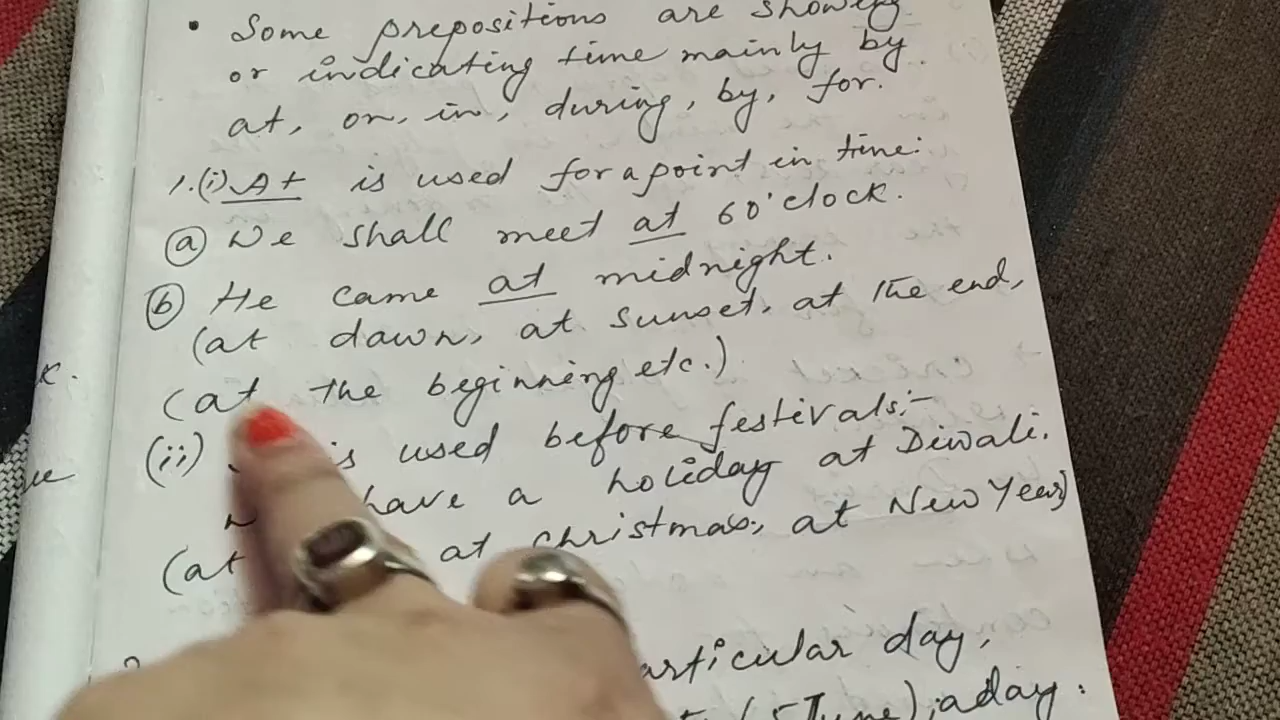 • Some prepositions are showing
or indicating time mainly by
at, on, in, during, by, for.
1.(i) At is used for a point in time:
(a) We shall meet at 6 O'clock.
(b) He came at midnight.
(at dawn, at sunset, at the end,
(at the beginning etc.)
(ii) is used before festivals:-
have a holiday at Diwali.
(at at christmas, at New Year)
particular day,
(5 June), a day: